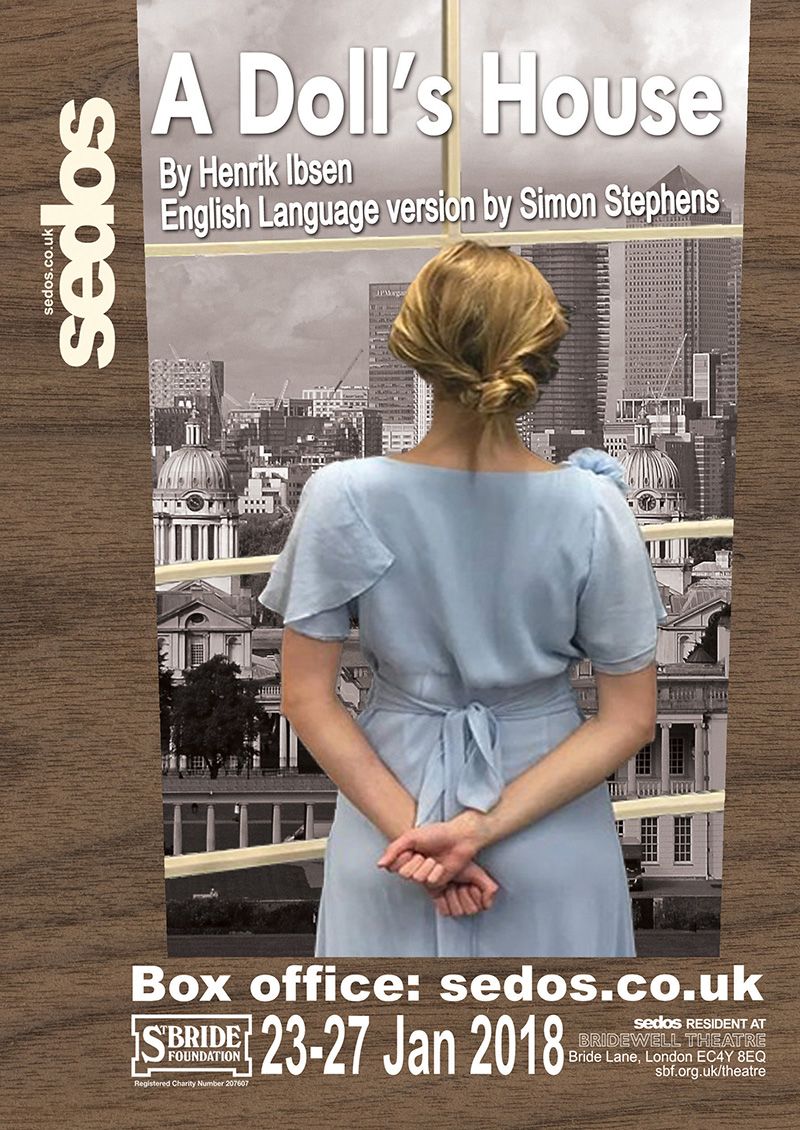 A Doll's House
By Henrik Ibsen
English Language version by Simon Stephens
sedos
sedos.co.uk
J.P.Morgan
Box office: sedos.co.uk
ST BRIDE
FOUNDATION
Registered Charity Number 207607
23-27 Jan 2018
sedos RESIDENT AT
BRIDEWELL THEATRE
Bride Lane, London EC4Y 8EQ
sbf.org.uk/theatre